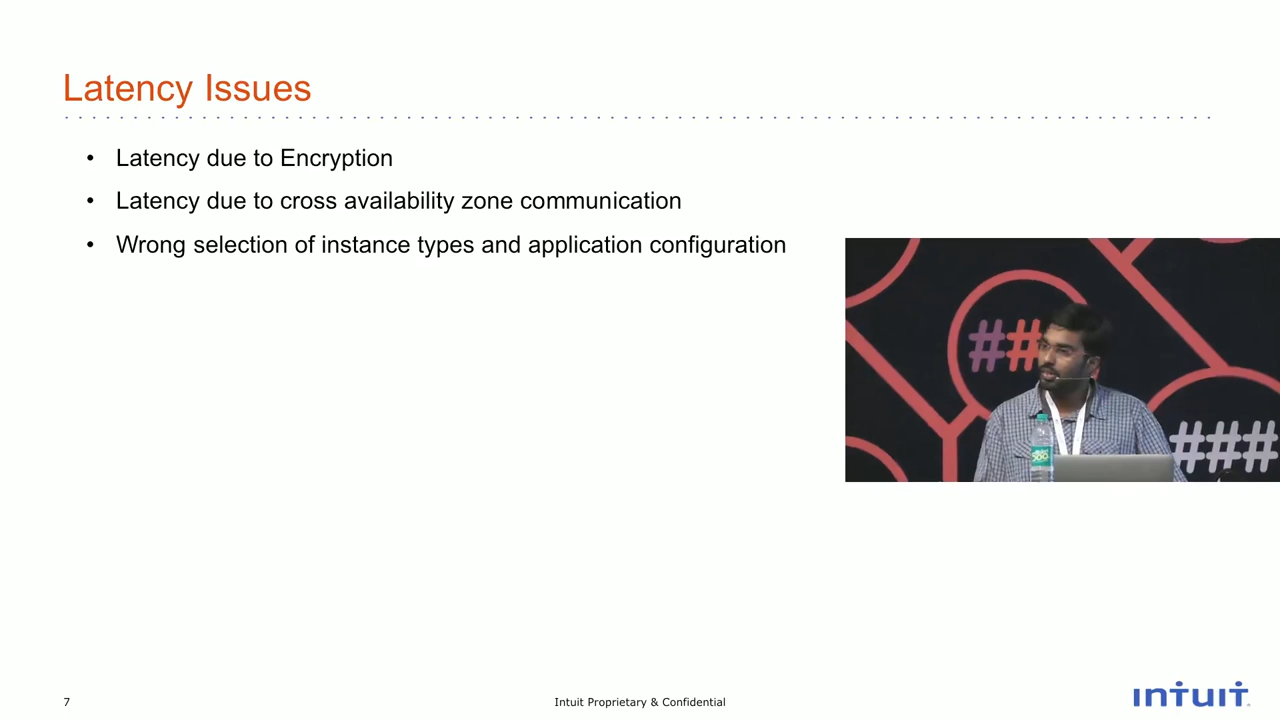 Latency Issues
• Latency due to Encryption
• Latency due to cross availability zone communication
• Wrong selection of instance types and application configuration
##
###
7
Intuit Proprietary & Confidential
intuit